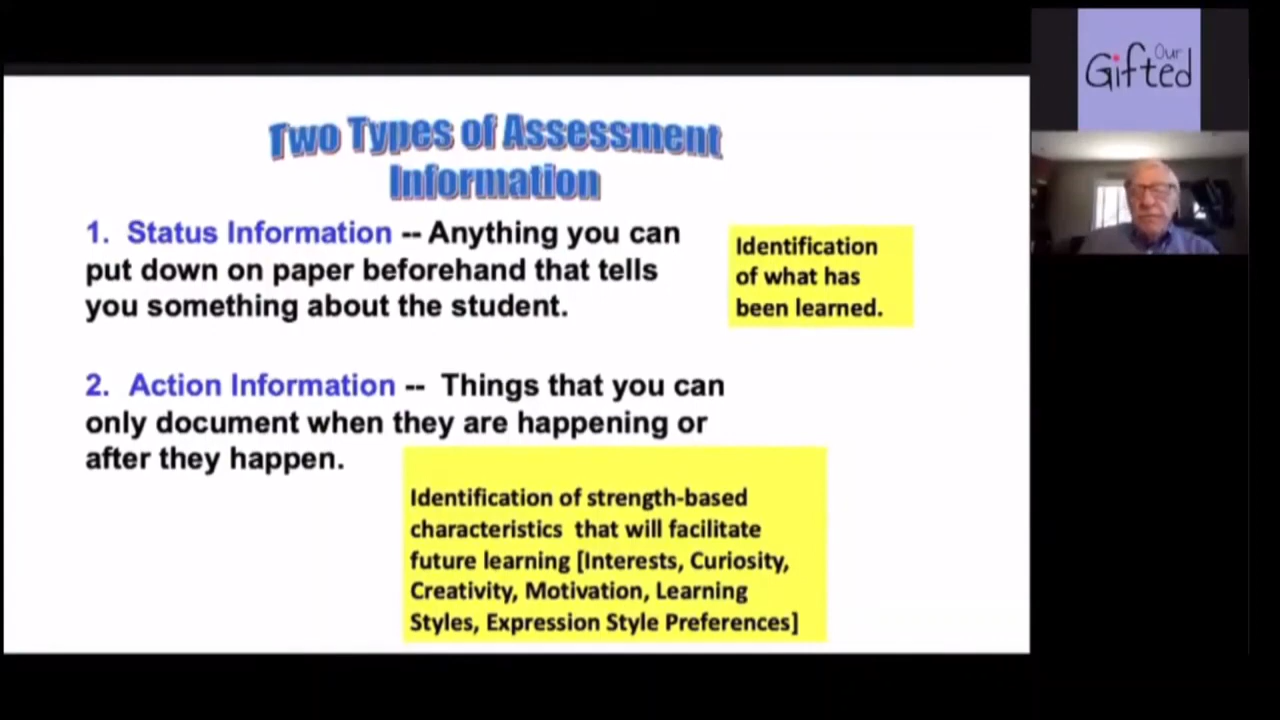 Two Types of Assessment
Information
1. Status Information -- Anything you can
put down on paper beforehand that tells
you something about the student.
Identification
of what has
been learned.
2. Action Information -- Things that you can
only document when they are happening or
after they happen.
Identification of strength-based
characteristics that will facilitate
future learning [Interests, Curiosity,
Creativity, Motivation, Learning
Styles, Expression Style Preferences]
Our
Gifted